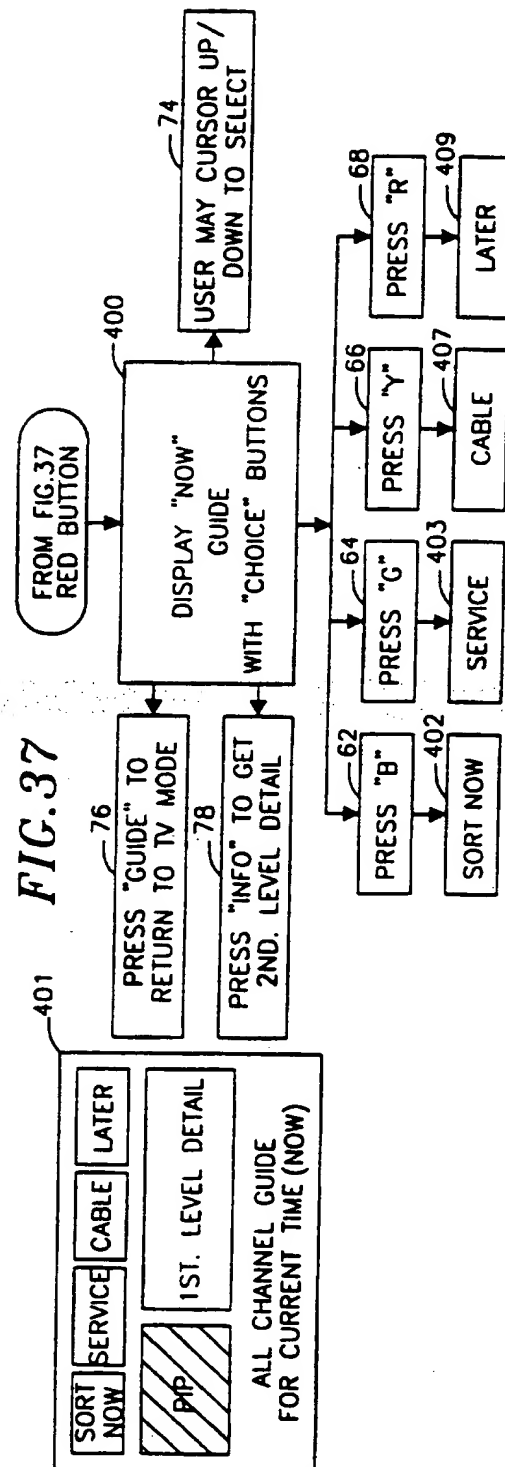 FIG.37
401
SORT
NOW
SERVICE
CABLE
LATER
PIP
1ST. LEVEL DETAIL
ALL CHANNEL GUIDE
FOR CURRENT TIME (NOW)
FROM FIG.37
RED BUTTON
400
DISPLAY "NOW"
GUIDE
WITH "CHOICE" BUTTONS
76
PRESS "GUIDE" TO
RETURN TO TV MODE
78
PRESS "INFO" TO GET
2ND. LEVEL DETAIL
74
USER MAY CURSOR UP/
DOWN TO SELECT
62
PRESS "B"
64
PRESS "G"
66
PRESS "Y"
68
PRESS "R"
402
SORT NOW
403
SERVICE
407
CABLE
409
LATER